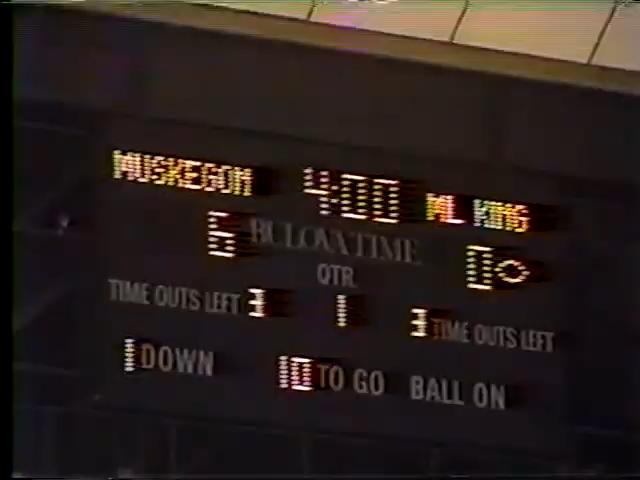 MUSKEGON 4:00 ML KING
6 BULOVA TIME 0
QTR.
TIME OUTS LEFT 3 1 3 TIME OUTS LEFT
1 DOWN 10 TO GO BALL ON